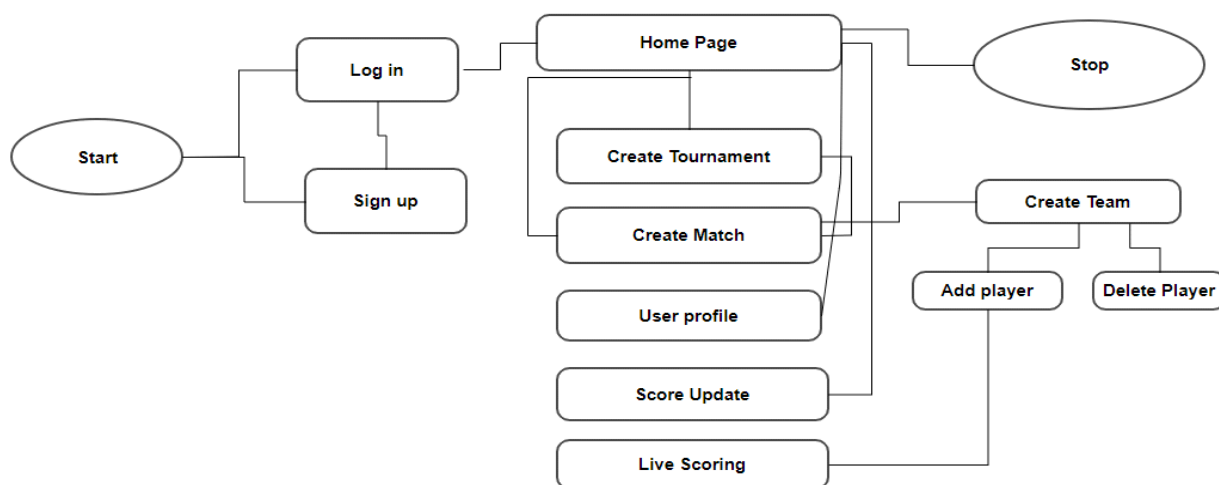 Home Page
Log in
Stop
Start
Create Tournament
Sign up
Create Team
Create Match
Add player
Delete Player
User profile
Score Update
Live Scoring